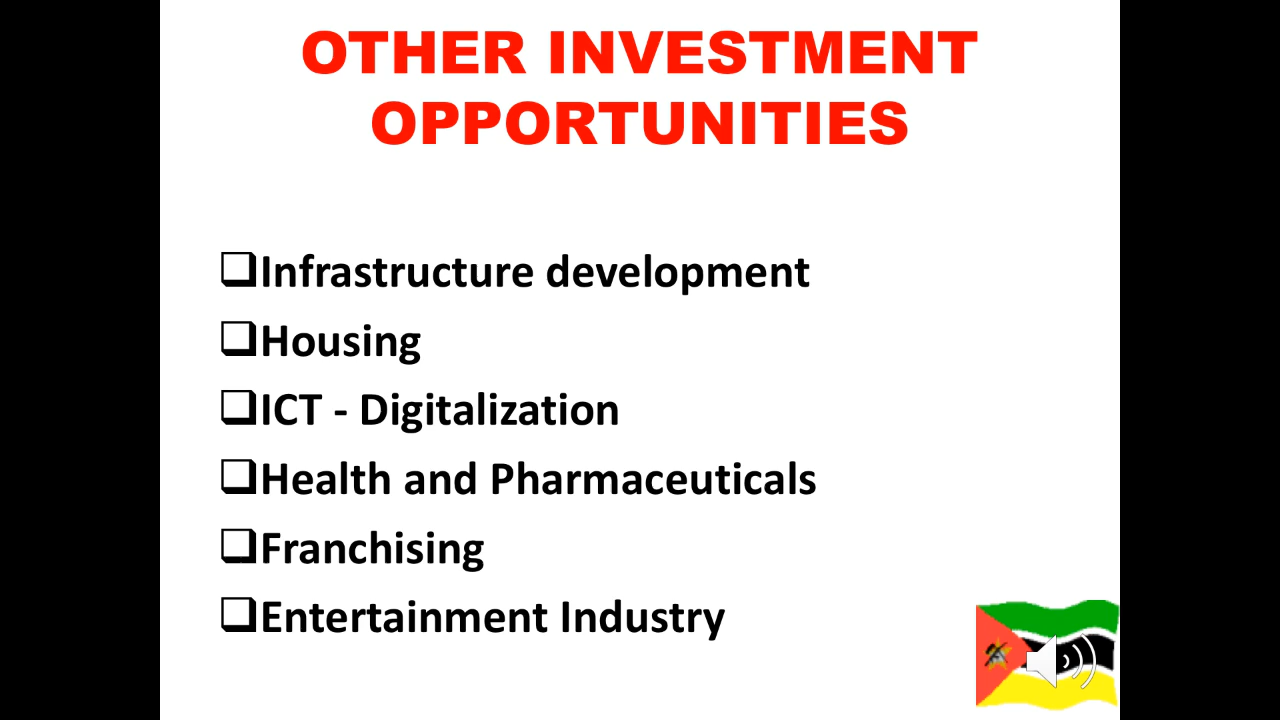 OTHER INVESTMENT
OPPORTUNITIES
Infrastructure development
Housing
ICT - Digitalization
Health and Pharmaceuticals
Franchising
Entertainment Industry